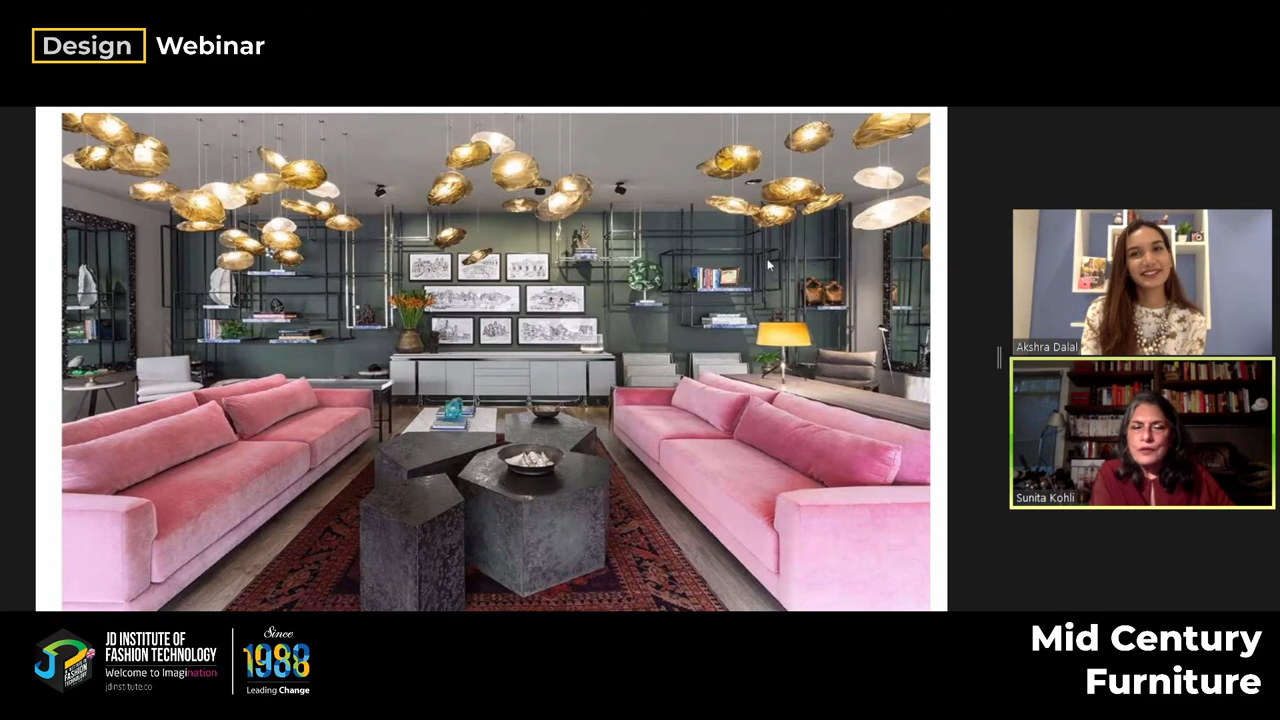 Design Webinar
Akshra Dalal
Sunita Kohli
JD INSTITUTE OF
FASHION TECHNOLOGY
Welcome to Imagination
jdinstitute.co
Since
1988
Leading Change
Mid Century
Furniture